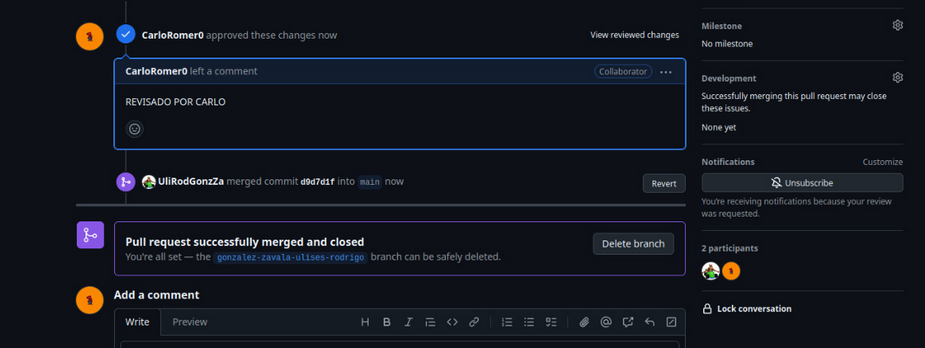 CarloRomer0 approved these changes now
View reviewed changes
CarloRomer0 left a comment
Collaborator
REVISADO POR CARLO
UliRodGonzZa merged commit d9d7d1f into main now
Revert
Pull request successfully merged and closed
You're all set — the gonzalez-zavala-ulises-rodrigo branch can be safely deleted.
Delete branch
Add a comment
Write
Preview
Milestone
No milestone
Development
Successfully merging this pull request may close
these issues.
None yet
Notifications
Customize
Unsubscribe
You're receiving notifications because your review
was requested.
2 participants
Lock conversation